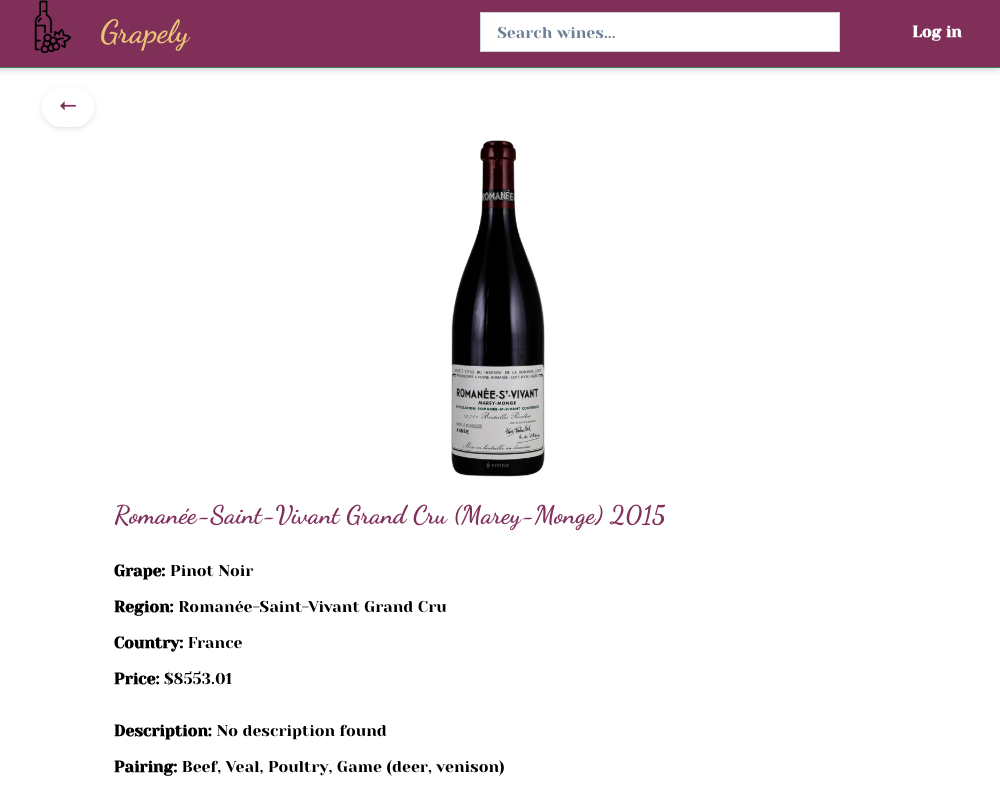 Grapely
Search wines...
Log in
ROMANÉE
ROMANÉE-ST-VIVANT
MAREY-MONGE
Romanée-Saint-Vivant Grand Cru (Marey-Monge) 2015
Grape: Pinot Noir
Region: Romanée-Saint-Vivant Grand Cru
Country: France
Price: $8553.01
Description: No description found
Pairing: Beef, Veal, Poultry, Game (deer, venison)